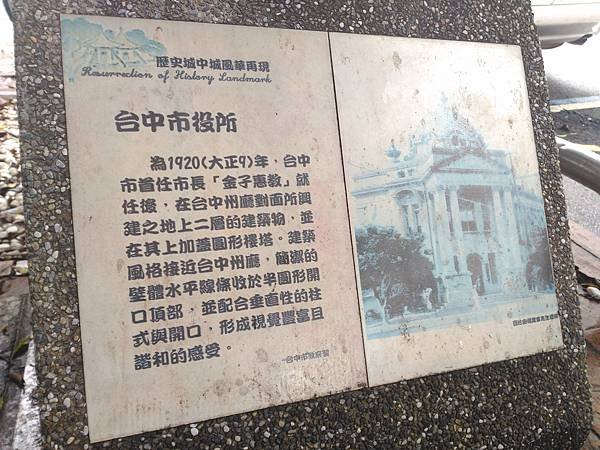 歷史城中城風華再現
Resurrection of History Landmark
台中市役所
為1920(大正9)年，台中
市首任市長「金子惠教」就
任後，在台中州廳對面所興
建之地上二層的建築物，並
在其上加蓋圓形樓塔。建築
風格接近台中州廳，簡潔的
壁體水平線條收於半圓形開
口頂部，並配合垂直性的柱
式與開口，形成視覺豐富且
諧和的感受。